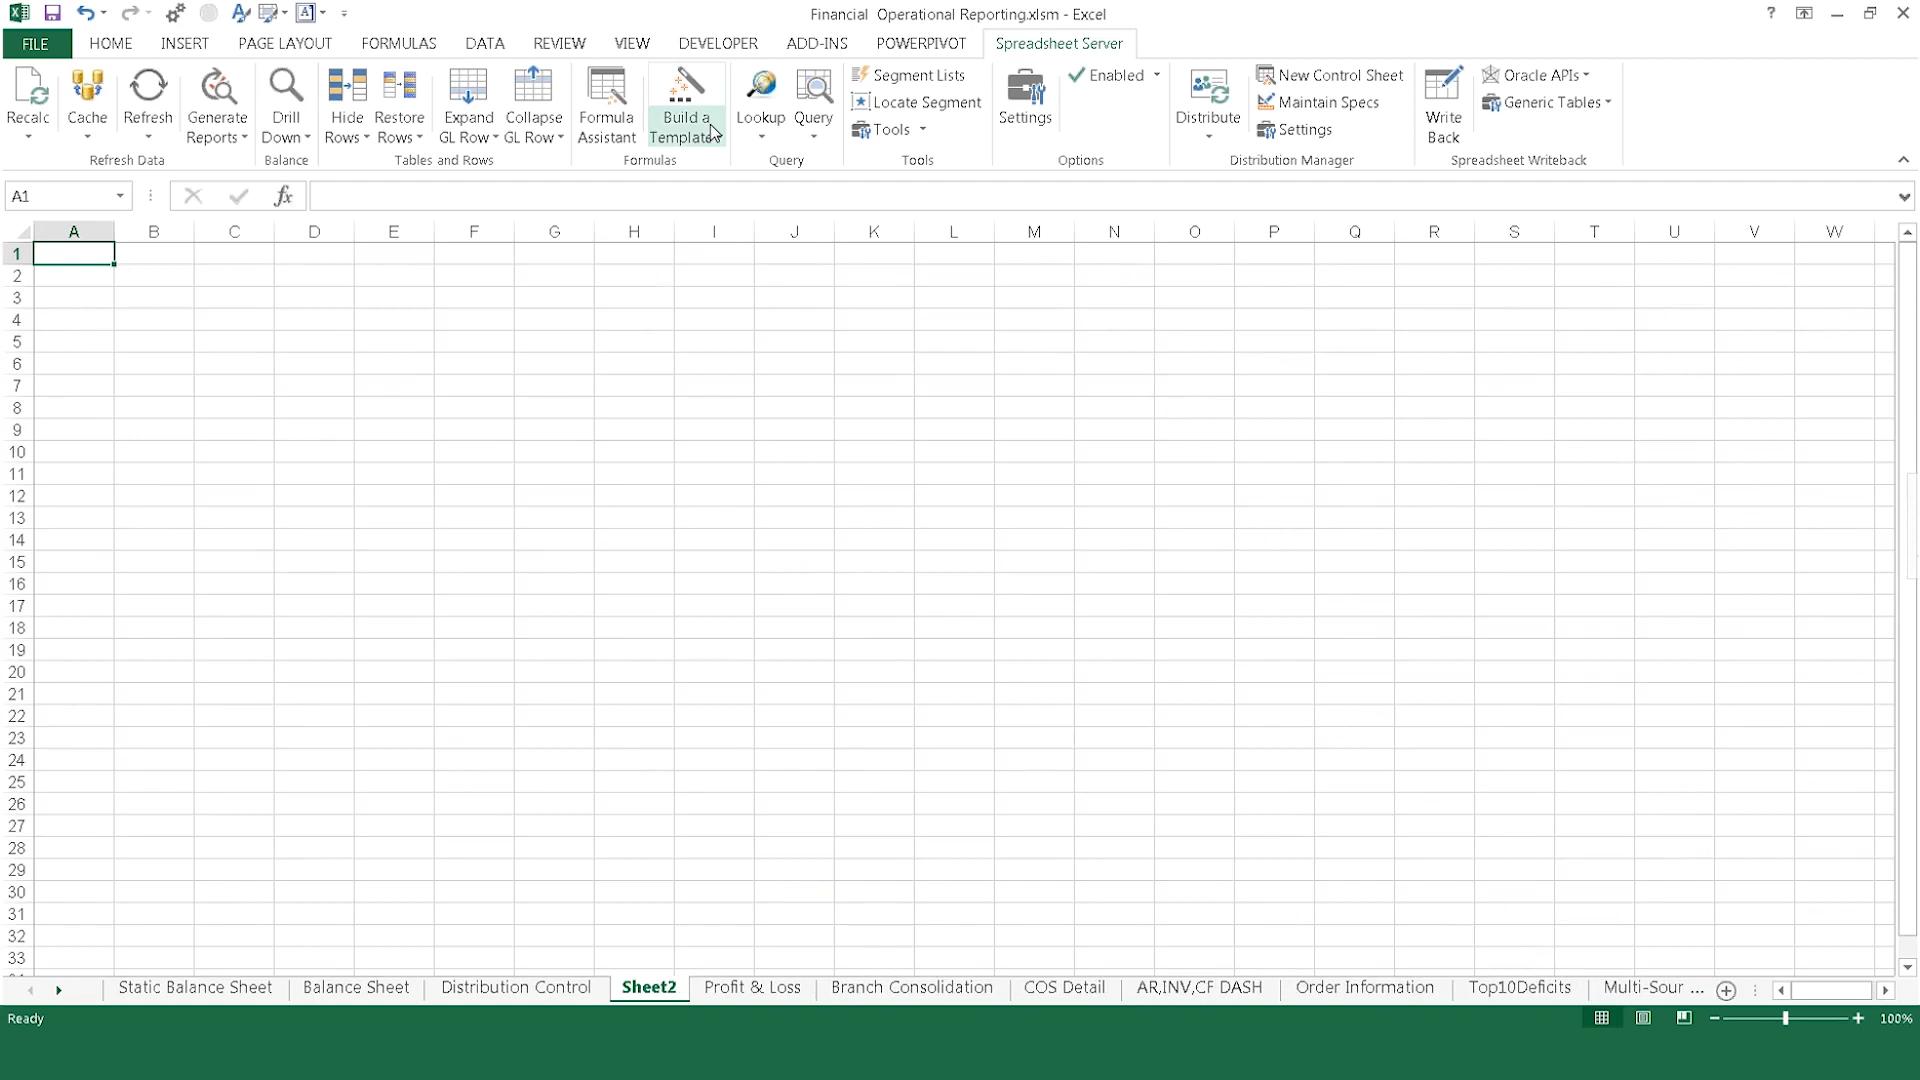 Financial Operational Reporting.xlsm - Excel
FILE HOME INSERT PAGE LAYOUT FORMULAS DATA REVIEW VIEW DEVELOPER ADD-INS POWERPIVOT Spreadsheet Server
Recalc
Cache
Refresh
Generate
Reports
Refresh Data
Drill
Down
Balance
Hide
Rows
Restore
Rows
Expand
GL Row
Collapse
GL Row
Tables and Rows
Formula
Assistant
Build a
Template
Formulas
Lookup
Query
Query
Segment Lists
Locate Segment
Tools
Tools
Settings
Enabled
Options
Distribute
New Control Sheet
Maintain Specs
Settings
Distribution Manager
Write
Back
Oracle APIs
Generic Tables
Spreadsheet Writeback
A1
fx
A B C D E F G H I J K L M N O P Q R S T U V W
1
2
3
4
5
6
7
8
9
10
11
12
13
14
15
16
17
18
19
20
21
22
23
24
25
26
27
28
29
30
31
32
33
Static Balance Sheet Balance Sheet Distribution Control Sheet2 Profit & Loss Branch Consolidation COS Detail AR,INV,CF DASH Order Information Top10Deficits Multi-Sour ...
Ready
100%